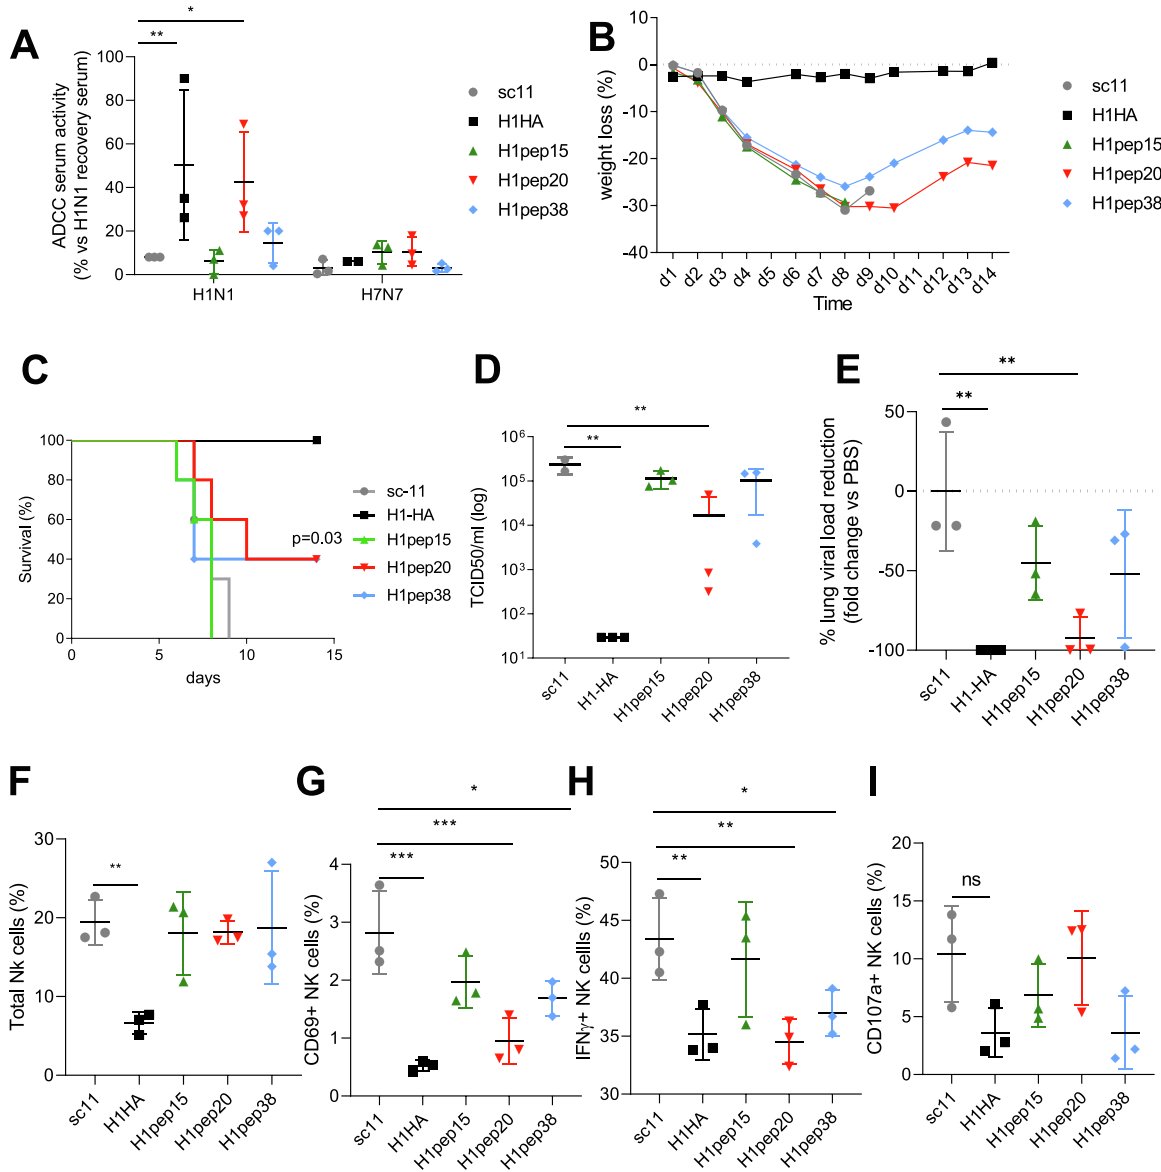 A
*
**
ADCC serum activity
(% vs H1N1 recovery serum)
100
80
60
40
20
0
H1N1
H7N7
sc11
H1HA
H1pep15
H1pep20
H1pep38
B
weight loss (%)
0
-10
-20
-30
-40
d1
d2
d3
d4
d5
d6
d7
d8
d9
d10
d11
d12
d13
d14
Time
sc11
H1HA
H1pep15
H1pep20
H1pep38
C
Survival (%)
100
80
60
40
20
0
0
5
10
15
days
p=0.03
sc-11
H1-HA
H1pep15
H1pep20
H1pep38
D
**
**
TCID50/ml (log)
10⁶
10⁵
10⁴
10³
10²
10¹
sc11
H1-HA
H1pep15
H1pep20
H1pep38
E
**
**
% lung viral load reduction
(fold change vs PBS)
50
0
-50
-100
sc11
H1-HA
H1pep15
H1pep20
H1pep38
F
**
Total NK cells (%)
30
20
10
0
sc11
H1HA
H1pep15
H1pep20
H1pep38
G
*
***
***
CD69+ NK cells (%)
4
3
2
1
0
sc11
H1HA
H1pep15
H1pep20
H1pep38
H
*
**
**
IFNγ+ NK cellls (%)
50
45
40
35
30
sc11
H1HA
H1pep15
H1pep20
H1pep38
I
ns
CD107a+ NK cells (%)
20
15
10
5
0
sc11
H1HA
H1pep15
H1pep20
H1pep38